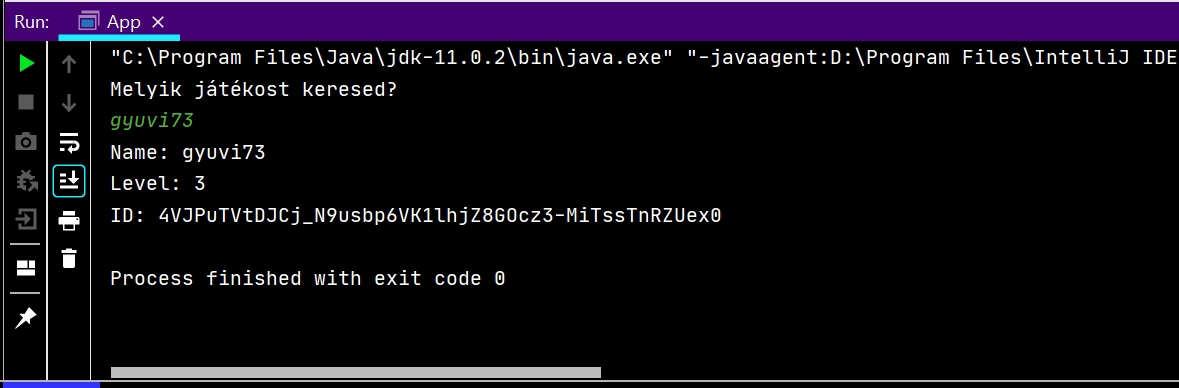 Run: App
"C:\Program Files\Java\jdk-11.0.2\bin\java.exe" "-javaagent:D:\Program Files\IntelliJ IDE
Melyik játékost keresed?
gyuvi73
Name: gyuvi73
Level: 3
ID: 4VJPuTVtDJCj_N9usbp6VK1lhjZ8GOcz3-MiTssTnRZUex0
Process finished with exit code 0